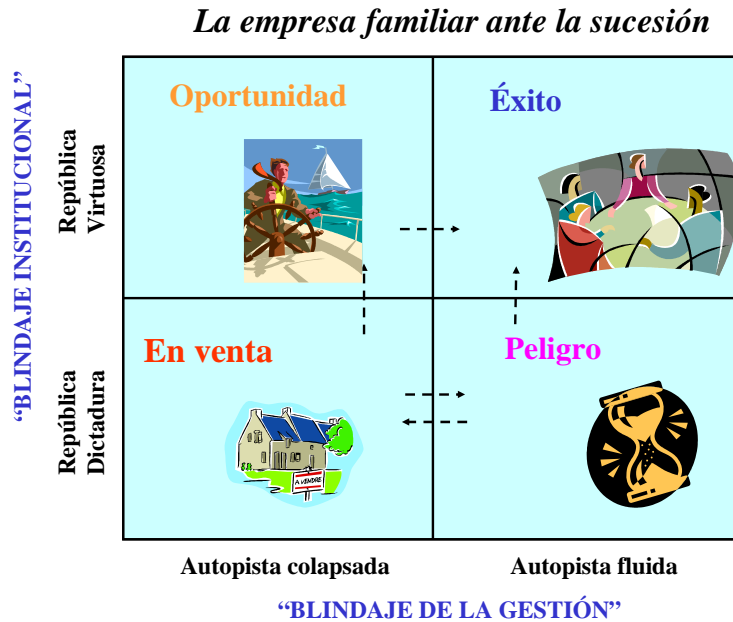 La empresa familiar ante la sucesión
“BLINDAJE INSTITUCIONAL”
República
Virtuosa
Oportunidad
Éxito
República
Dictadura
En venta
Peligro
A VENDRE
Autopista colapsada
Autopista fluida
“BLINDAJE DE LA GESTIÓN”